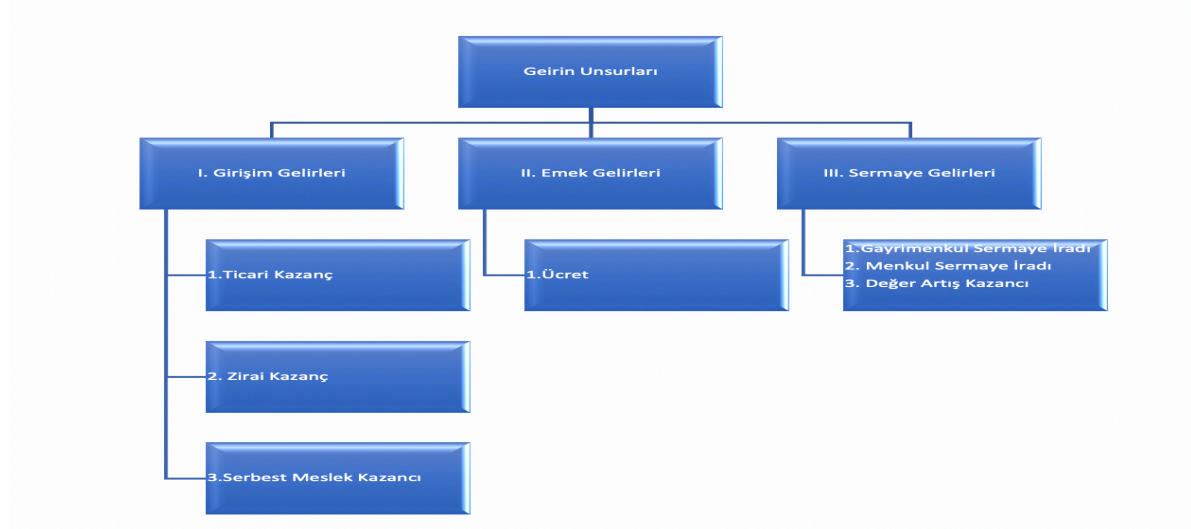 Geirin Unsurları
I. Girişim Gelirleri
II. Emek Gelirleri
III. Sermaye Gelirleri
1.Ticari Kazanç
2. Zirai Kazanç
3.Serbest Meslek Kazancı
1.Ücret
1.Gayrimenkul Sermaye İradı
2. Menkul Sermaye İradı
3. Değer Artış Kazancı